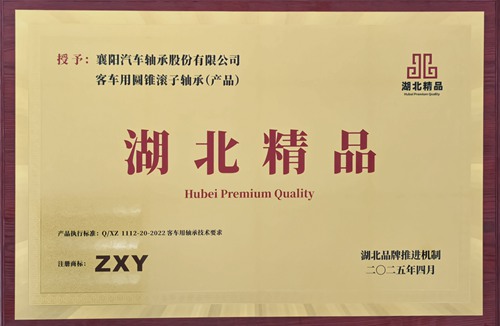 授予：襄阳汽车轴承股份有限公司
客车用圆锥滚子轴承(产品)
湖北精品
Hubei Premium Quality
湖北精品
Hubei Premium Quality
产品执行标准：Q/XZ 1112-20-2022 客车用轴承技术要求
注册商标：ZXY
湖北品牌推进机制
二〇二五年四月